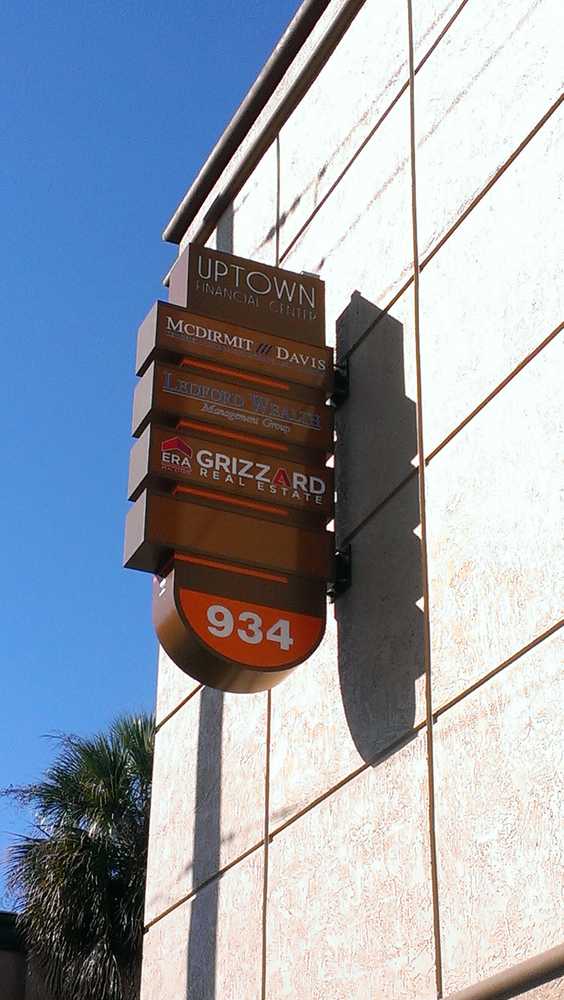 UPTOWN
FINANCIAL CENTER
MCDIRMIT /// DAVIS
LEDFORD WEALTH
Management Group
ERA
GRIZZARD
REAL ESTATE
934